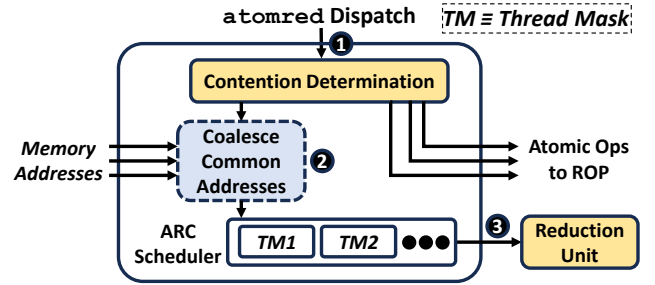 atomred Dispatch
TM ≡ Thread Mask
1
Contention Determination
Memory
Addresses
Coalesce
Common
Addresses
2
Atomic Ops
to ROP
ARC
Scheduler
TM1
TM2
3
Reduction
Unit